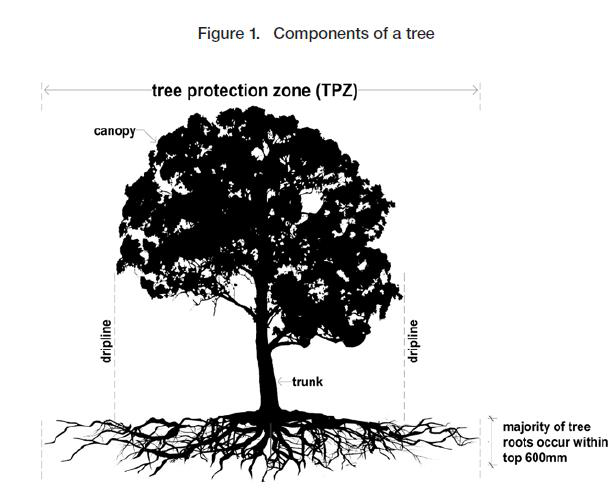 Figure 1. Components of a tree
tree protection zone (TPZ)
canopy
dripline
dripline
trunk
majority of tree
roots occur within
top 600mm